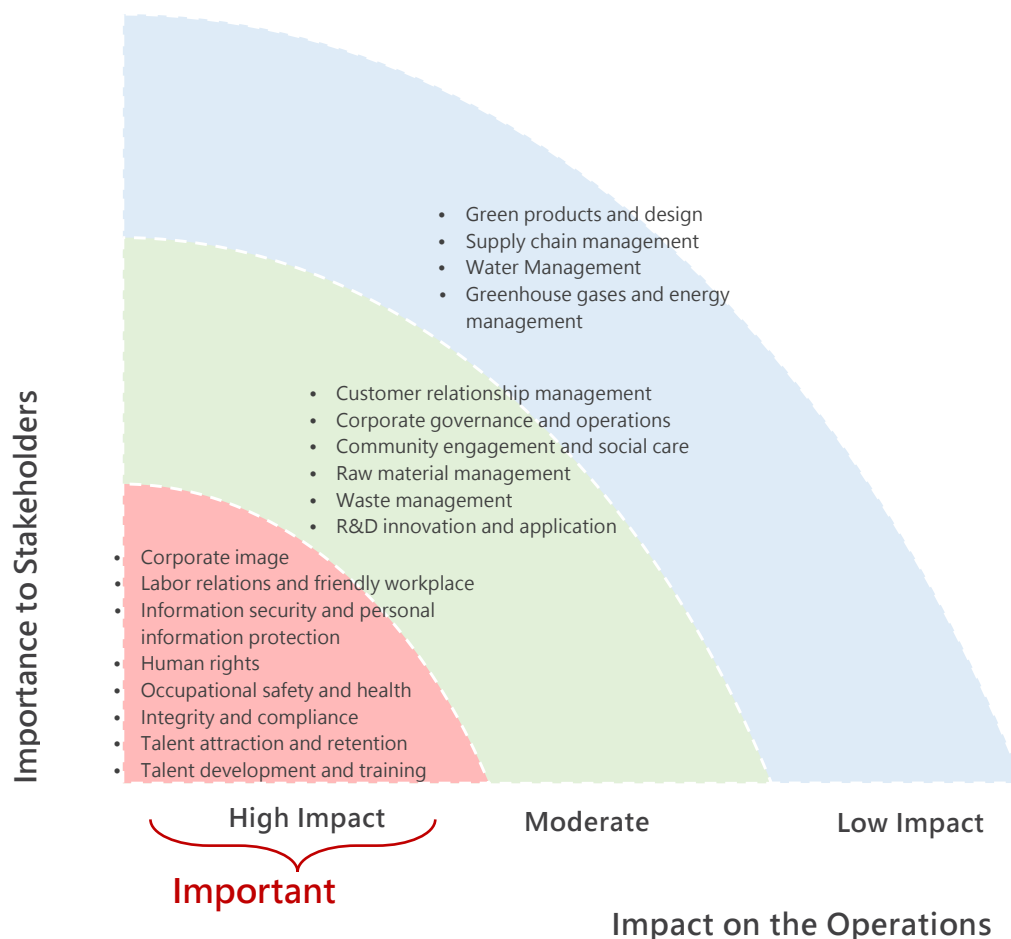 • Green products and design
• Supply chain management
• Water Management
• Greenhouse gases and energy
management
• Customer relationship management
• Corporate governance and operations
• Community engagement and social care
• Raw material management
• Waste management
• R&D innovation and application
• Corporate image
• Labor relations and friendly workplace
• Information security and personal
information protection
• Human rights
• Occupational safety and health
• Integrity and compliance
• Talent attraction and retention
• Talent development and training
Importance to Stakeholders
High Impact
Moderate
Low Impact
Important
Impact on the Operations